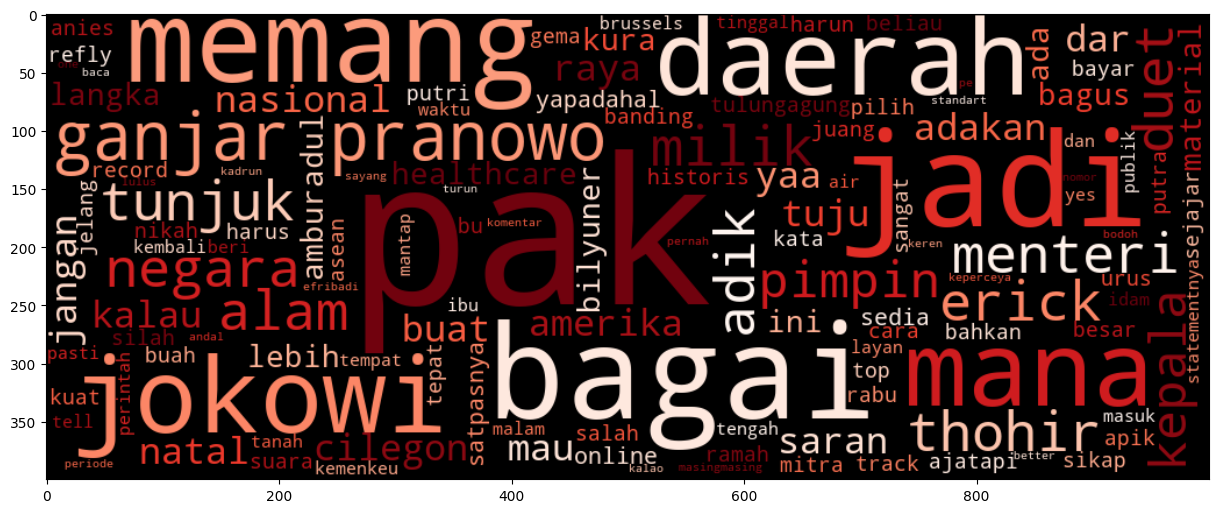 0
50
100
150
200
250
300
350
0
200
400
600
800
anies
memang
brussels
tinggal
harun
beliau
daerah
gema
kura
ada
dar
refly
one
baca
raya
bayar
duet
material
langka
nasional
putri
waktu
yapadahal
banding
tulungagung
pilih
standart
pe
bagus
ganjar
pranowo
amburadul
milik
juang
adakan
dan
publik
record
kadrun
sayang
healthcare
historis
yaa
air
jadi
nomor
yes
putra
lulus
jelang
tunjuk
turun
pak
bilyuner
tuju
sangat
jangan
nikah
harus
asean
mantap
bu
komentar
adik
kata
keren
bodoh
sejajar
kembali
beri
pernah
menteri
negara
efribadi
pimpin
keperceya
urus
kalau
alam
ibu
erick
idam
kepala
statementnya
silah
andal
buat
amerika
ini
sedia
cara
bahkan
besar
pasti
buah
lebih
tempat
bagai
layan
mana
jokowi
perintah
tepat
satpasnya
top
kuat
rabu
tell
malam
salah
tengah
saran
thohir
masuk
apik
natal
tanah
cilegon
mau
online
ramah
periode
suara
kemenkeu
kalao
masingmasing
mitra
track
ajatapi
better
sikap